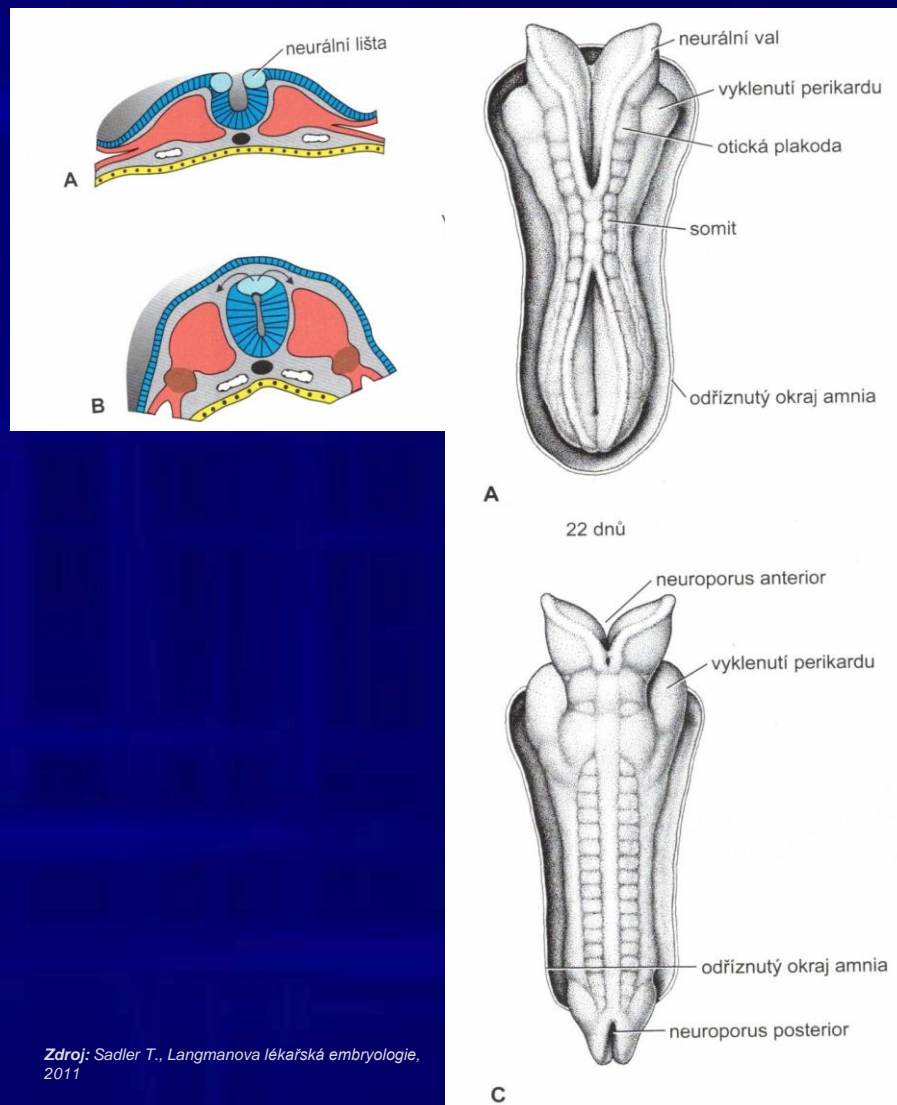 neurální lišta
A
B
neurální val
vyklenutí perikardu
otická plakoda
somit
odříznutý okraj amnia
A
22 dnů
neuroporus anterior
vyklenutí perikardu
odříznutý okraj amnia
neuroporus posterior
C
Zdroj: Sadler T., Langmanova lékařská embryologie,
2011